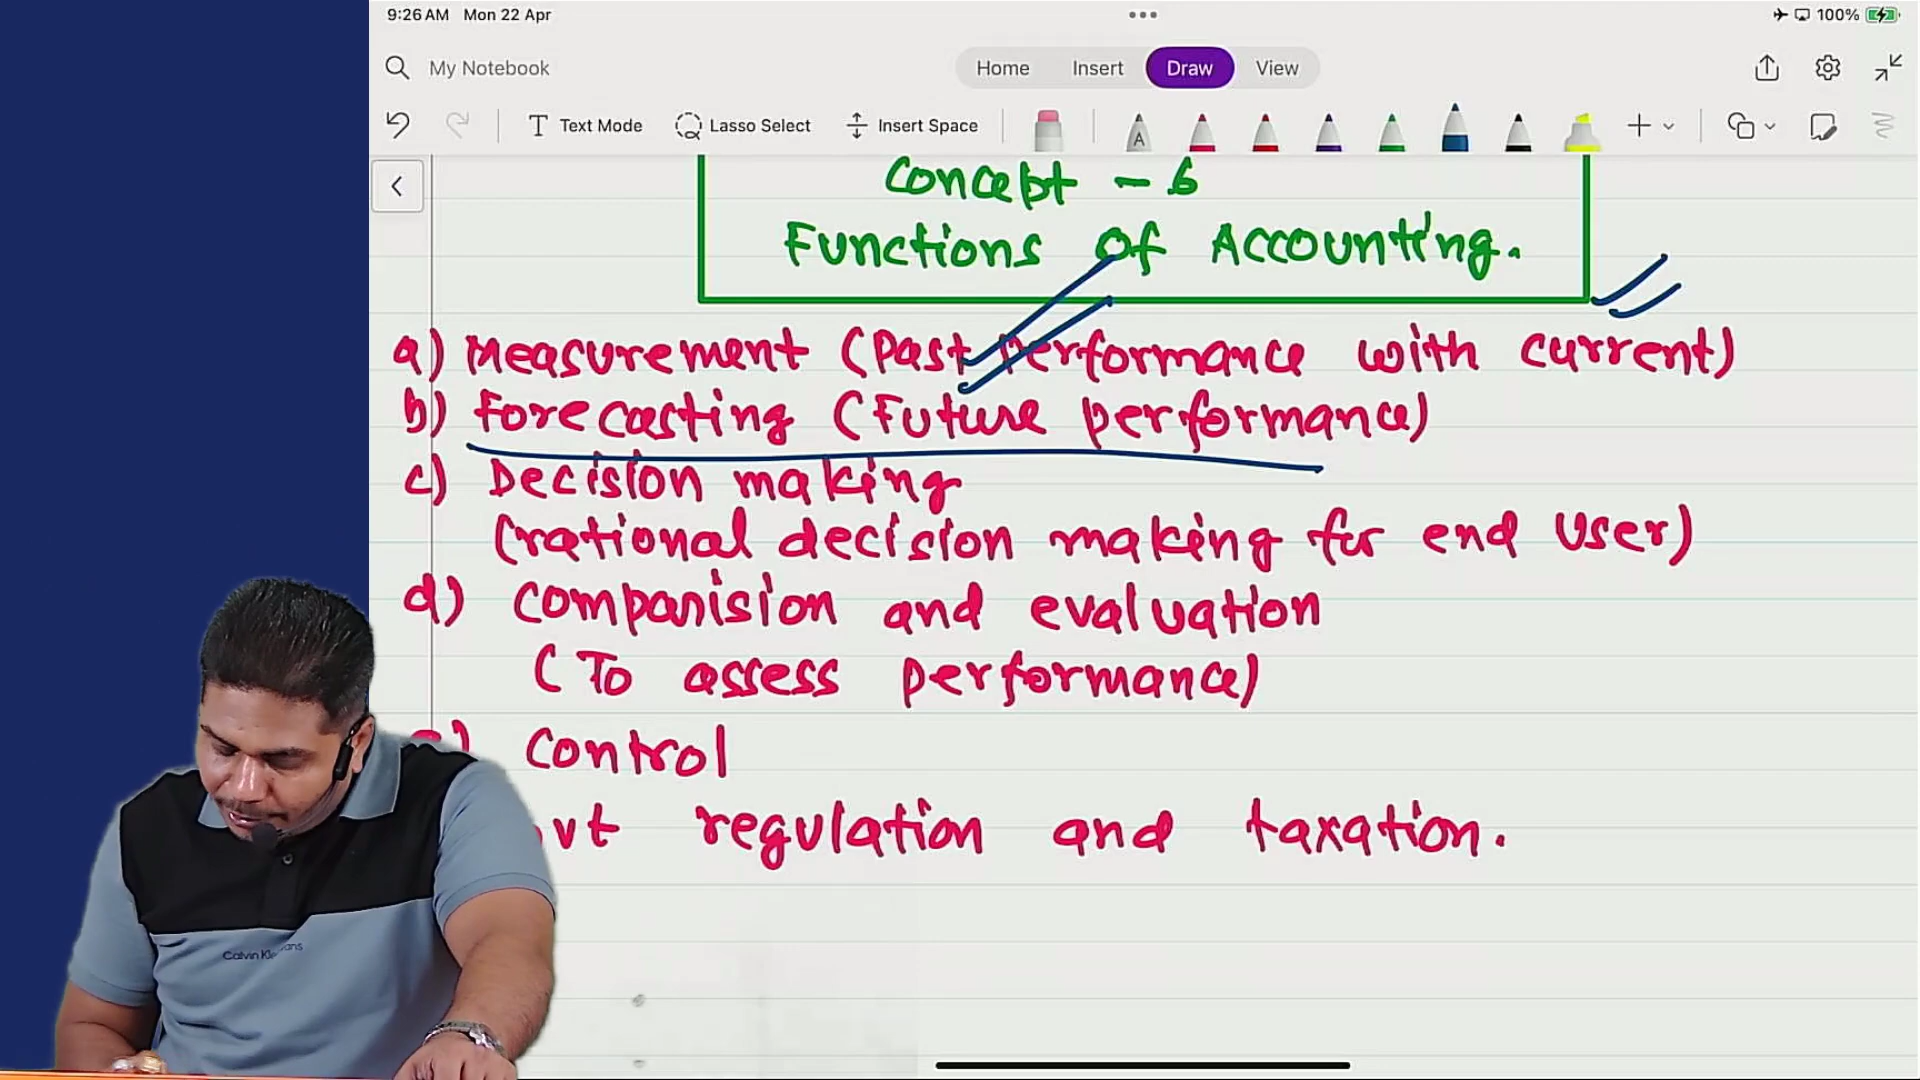 9:26 AM Mon 22 Apr
100%
My Notebook
Home Insert Draw View
Text Mode Lasso Select Insert Space
A
Concept - 6
Functions of Accounting.
a) Measurement (Past performance with current)
b) Forecasting (Future performance)
c) Decision making
(rational decision making for end user)
d) comparision and evaluation
(To assess performance)
control
vt regulation and taxation.
Calvin